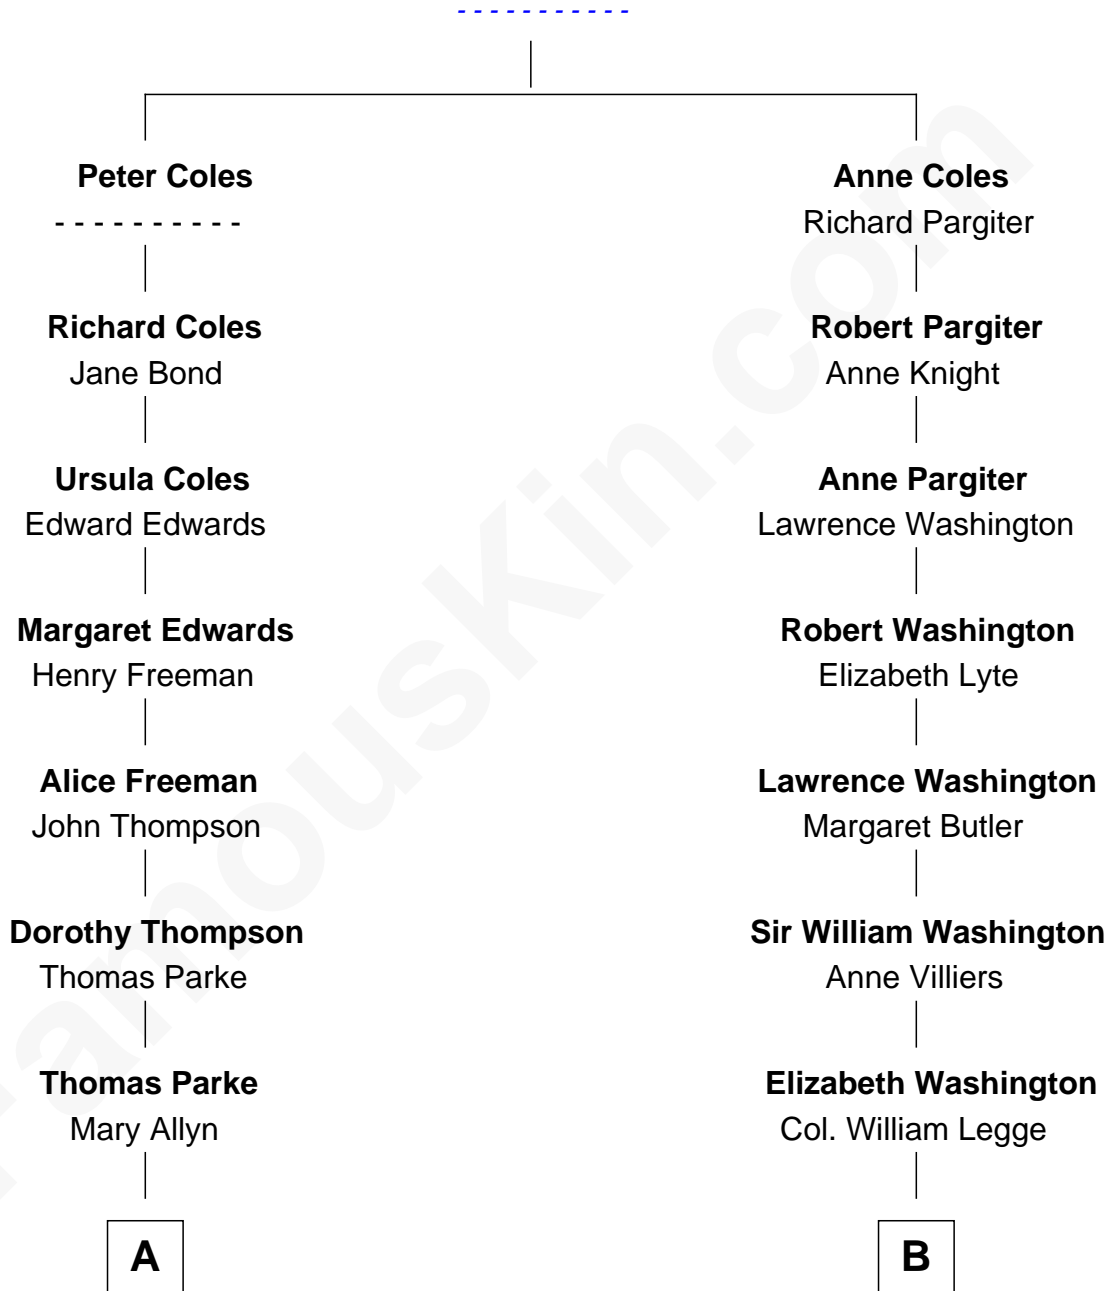 - - - - - - - - - - -
Peter Coles
- - - - - - - - - -
Anne Coles
Richard Pargiter
Richard Coles
Jane Bond
Robert Pargiter
Anne Knight
Ursula Coles
Edward Edwards
Anne Pargiter
Lawrence Washington
Margaret Edwards
Henry Freeman
Robert Washington
Elizabeth Lyte
Alice Freeman
John Thompson
Lawrence Washington
Margaret Butler
Dorothy Thompson
Thomas Parke
Sir William Washington
Anne Villiers
Thomas Parke
Mary Allyn
Elizabeth Washington
Col. William Legge
A
B
FamousKin.com